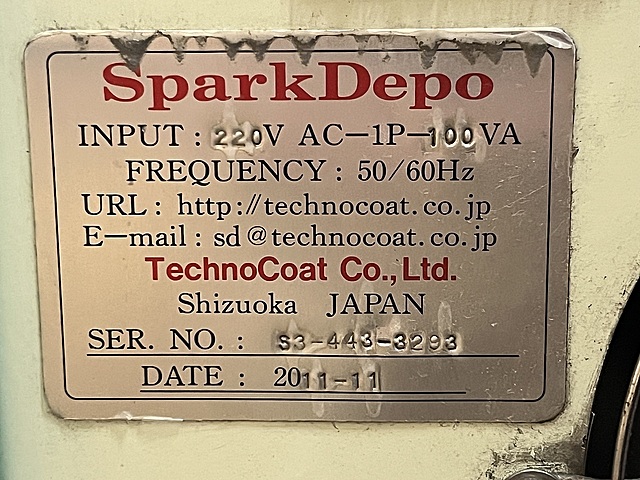 SparkDepo
INPUT : 220V AC-1P-100VA
FREQUENCY : 50/60Hz
URL : http://technocoat.co.jp
E-mail : sd@technocoat.co.jp
TechnoCoat Co.,Ltd.
Shizuoka JAPAN
SER. NO. : S3-443-3293
DATE : 2011-11